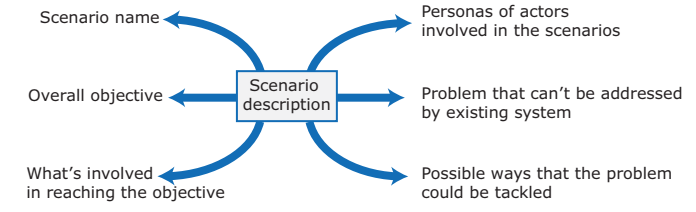 Scenario name
Personas of actors
involved in the scenarios
Scenario
description
Overall objective
Problem that can't be addressed
by existing system
What's involved
in reaching the objective
Possible ways that the problem
could be tackled